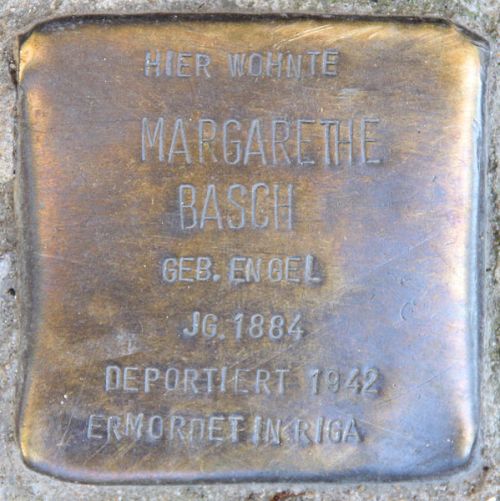 HIER WOHNTE
MARGARETHE
BASCH
GEB. ENGEL
JG. 1884
DEPORTIERT 1942
ERMORDET IN RIGA